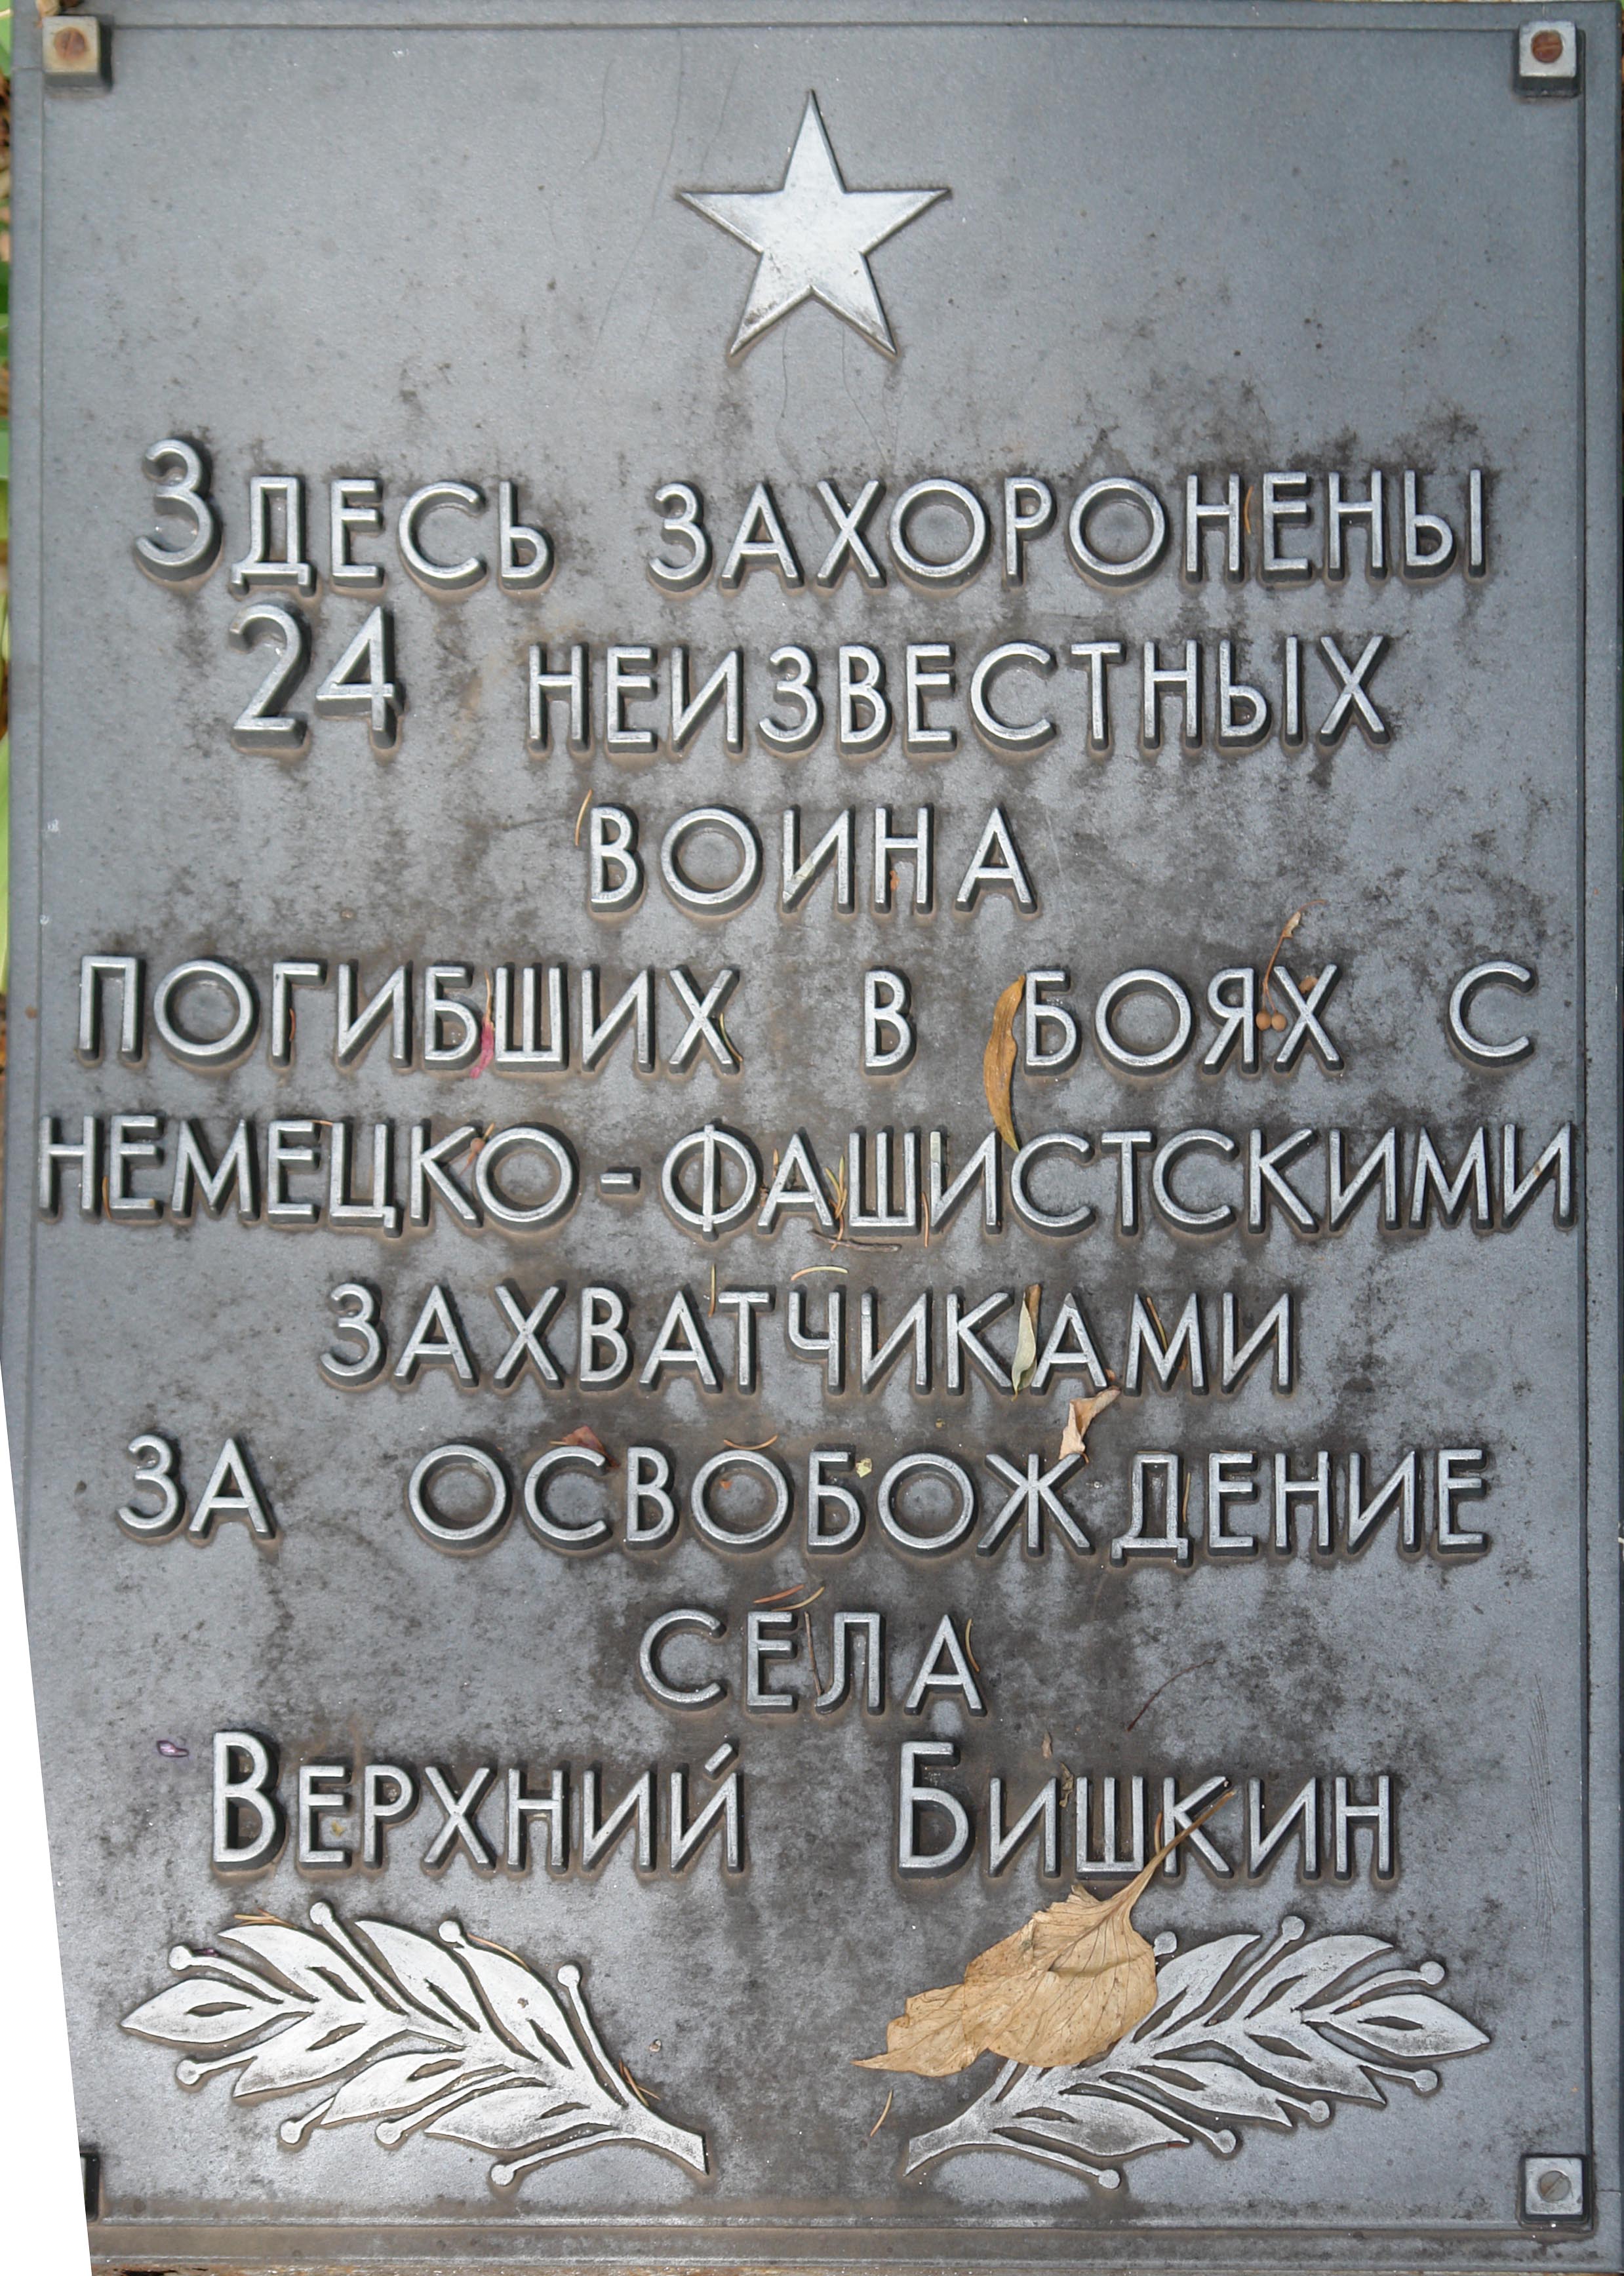 Здесь захоронены
24 неизвестных
воина
погибших в боях с
немецко-фашистскими
захватчиками
за освобождение
села
Верхний Бишкин